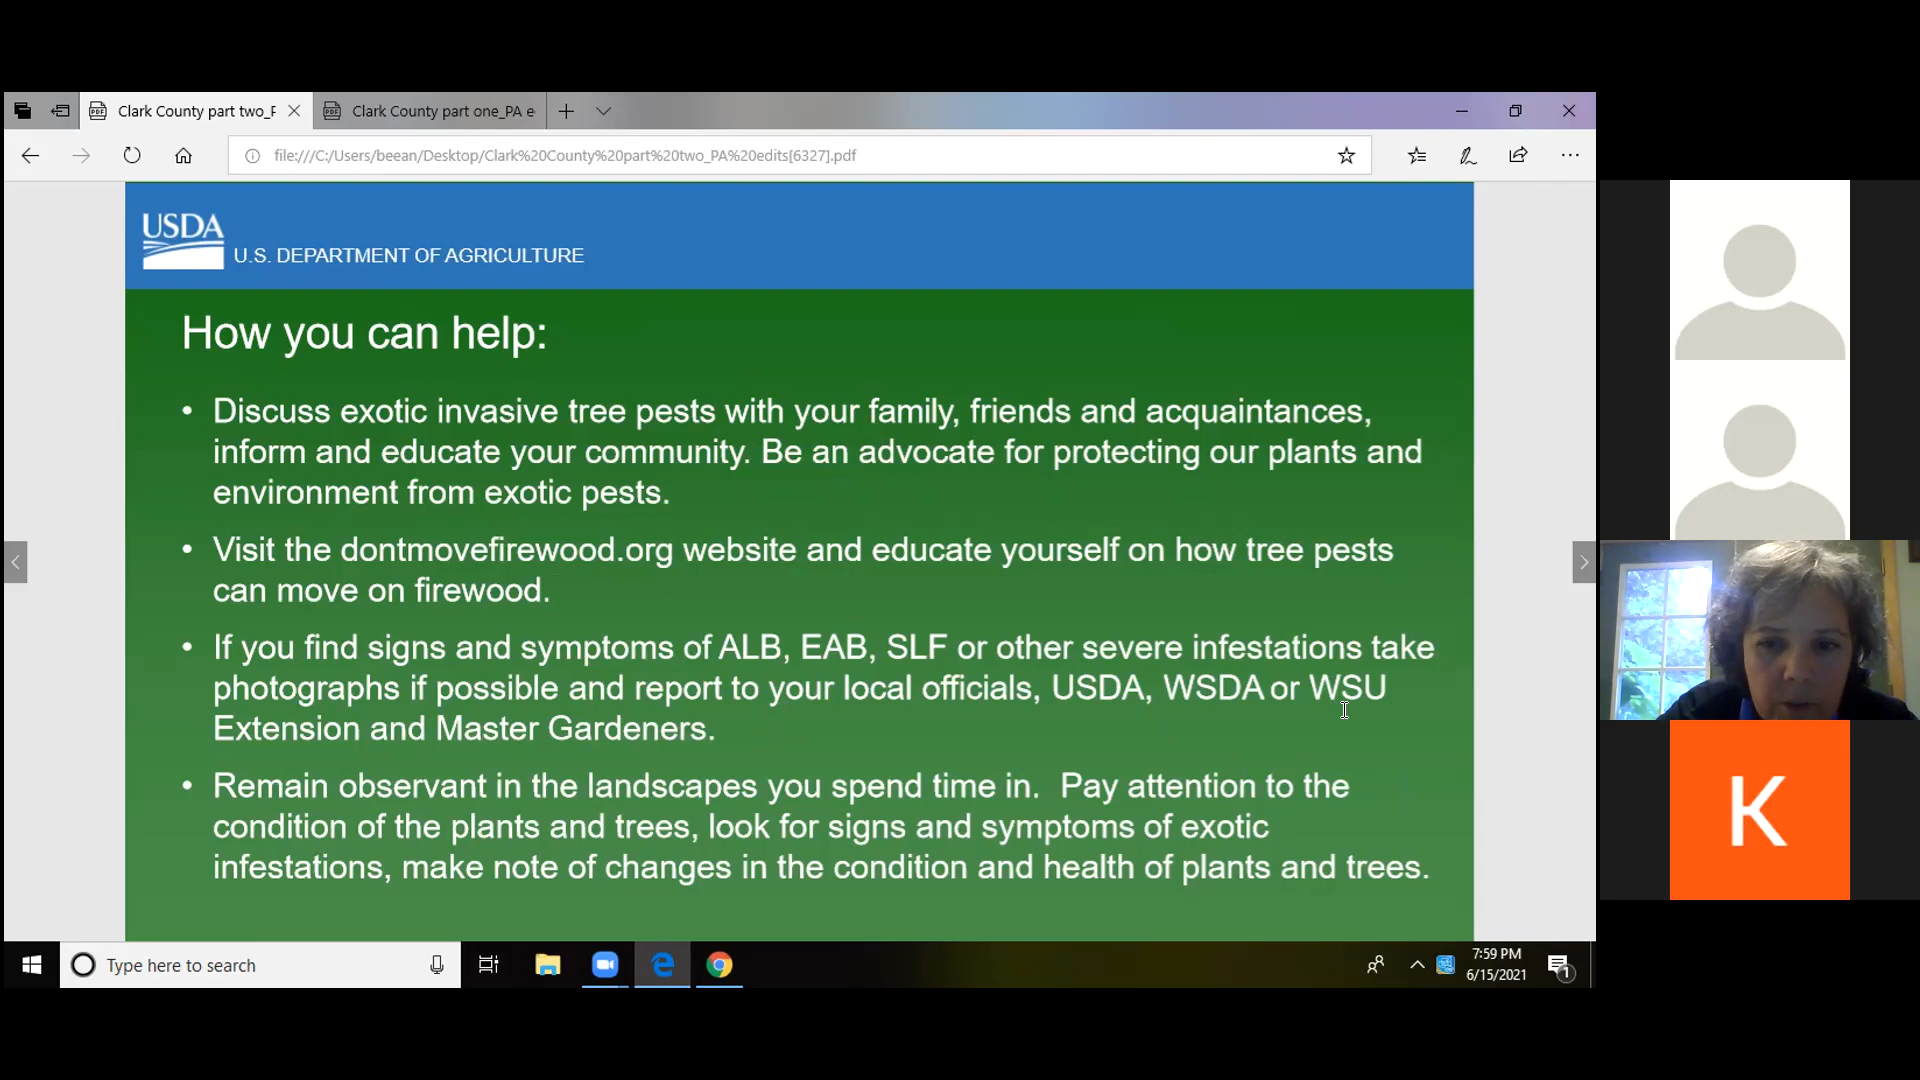 Clark County part two_F
Clark County part one_PA e
file:///C:/Users/beean/Desktop/Clark%20County%20part%20two_PA%20edits[6327].pdf
USDA
U.S. DEPARTMENT OF AGRICULTURE
How you can help:
• Discuss exotic invasive tree pests with your family, friends and acquaintances,
inform and educate your community. Be an advocate for protecting our plants and
environment from exotic pests.
• Visit the dontmovefirewood.org website and educate yourself on how tree pests
can move on firewood.
• If you find signs and symptoms of ALB, EAB, SLF or other severe infestations take
photographs if possible and report to your local officials, USDA, WSDA or WSU
Extension and Master Gardeners.
• Remain observant in the landscapes you spend time in.  Pay attention to the
condition of the plants and trees, look for signs and symptoms of exotic
infestations, make note of changes in the condition and health of plants and trees.
K
Type here to search
7:59 PM
6/15/2021
1